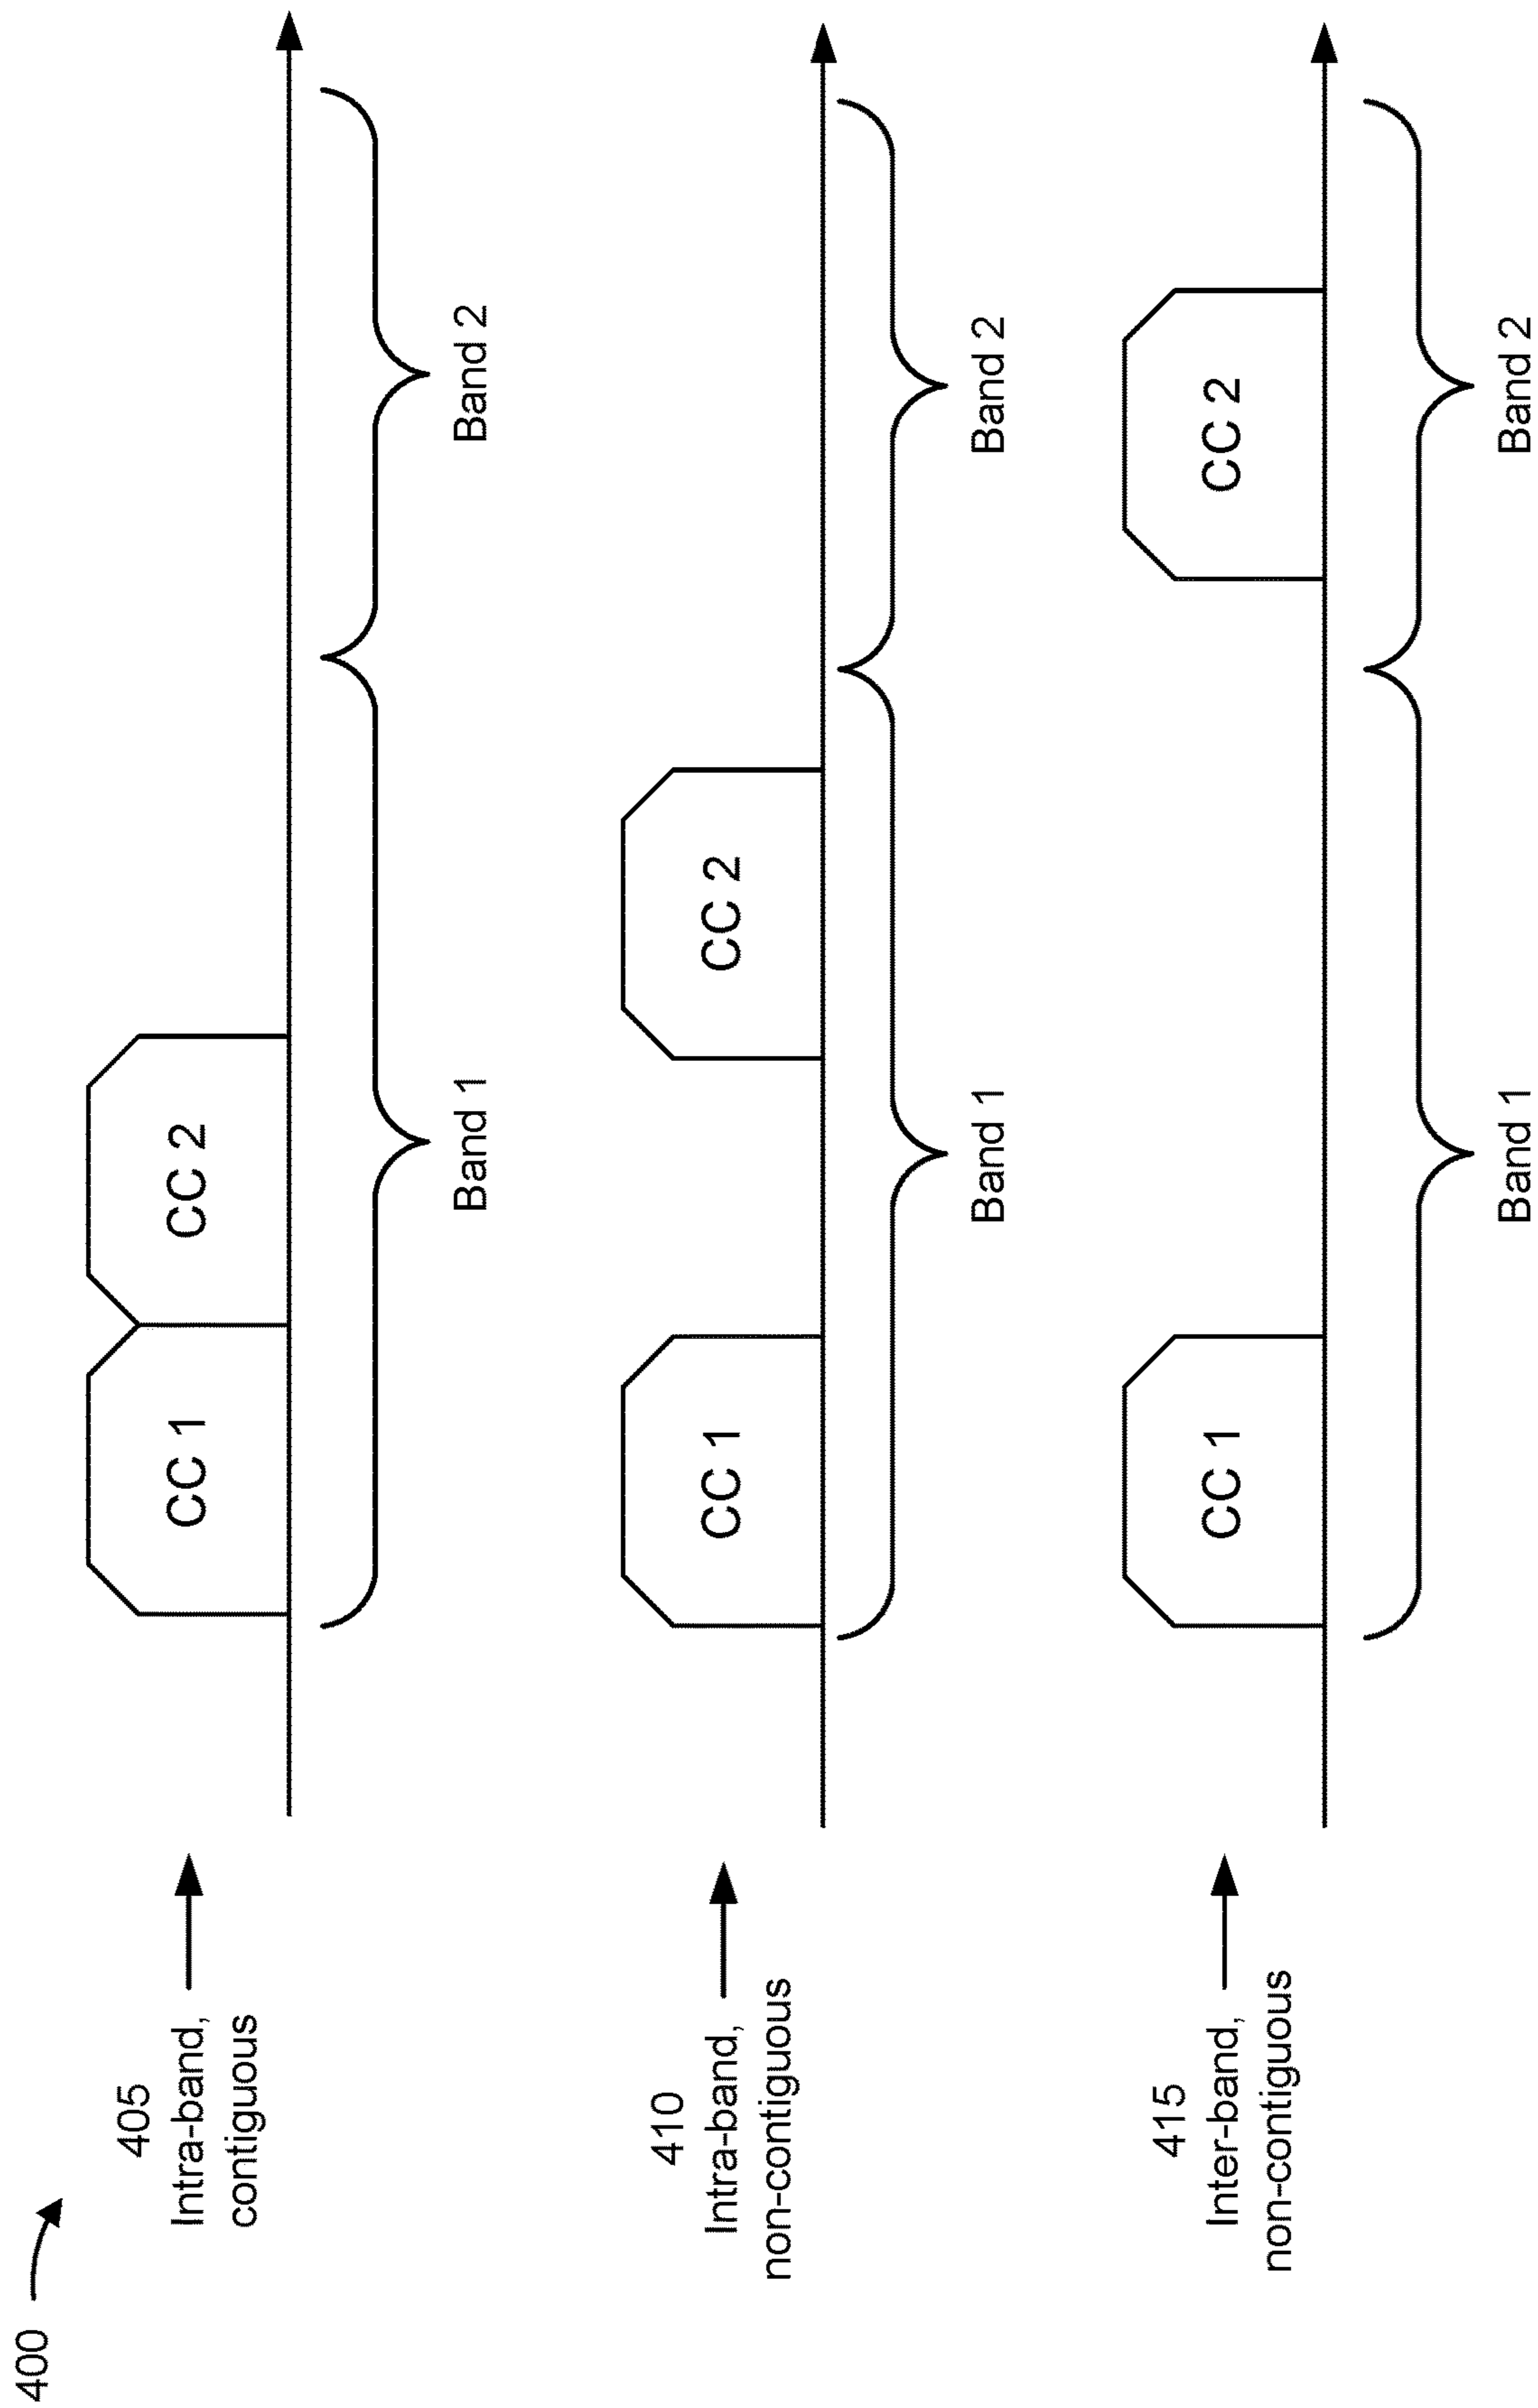 400
405
Intra-band,
contiguous
CC 1
CC 2
Band 1
Band 2
410
Intra-band,
non-contiguous
CC 1
CC 2
Band 1
Band 2
415
Inter-band,
non-contiguous
CC 1
CC 2
Band 1
Band 2